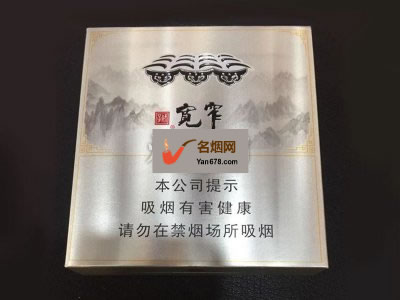 宽窄
名烟网
Yan678.com
本公司提示
吸烟有害健康
请勿在禁烟场所吸烟